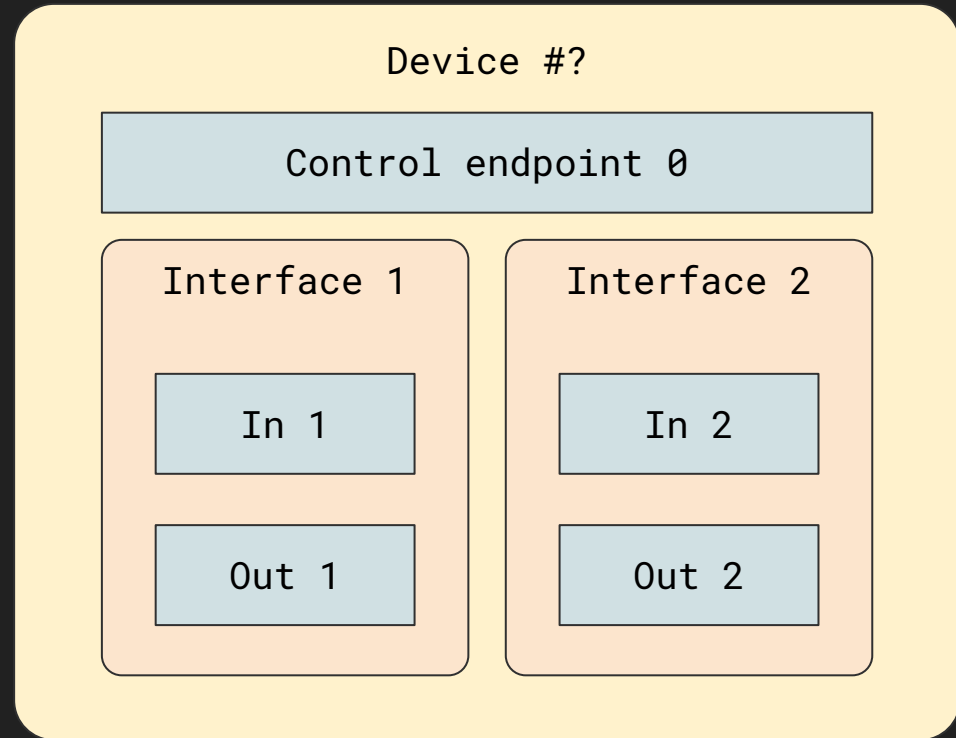 Device #?
Control endpoint 0
Interface 1
Interface 2
In 1
In 2
Out 1
Out 2